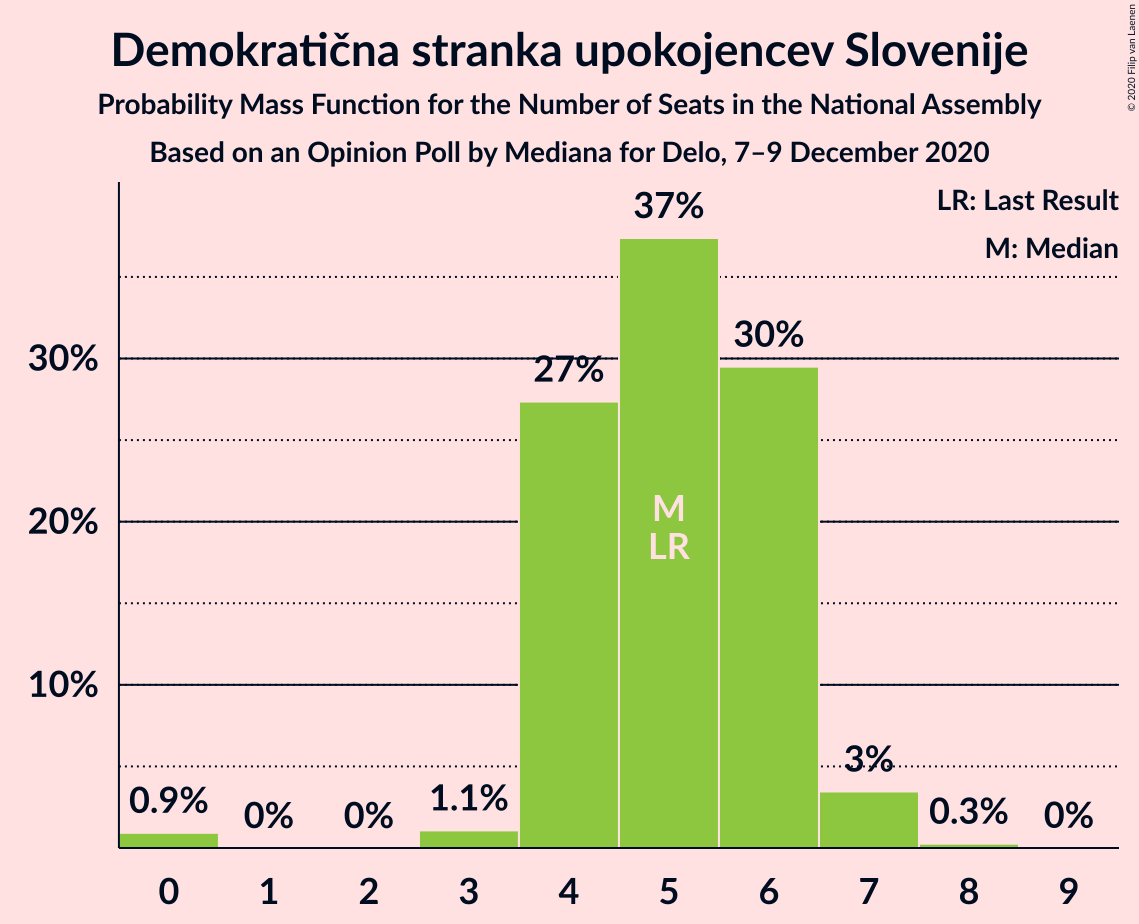 Demokratična stranka upokojencev Slovenije
Probability Mass Function for the Number of Seats in the National Assembly
Based on an Opinion Poll by Mediana for Delo, 7–9 December 2020
© 2020 Filip van Laenen
LR: Last Result
M: Median
37%
30%
30%
27%
M
20%
LR
10%
3%
0.9%
0%
0%
1.1%
0.3%
0%
0 1 2 3 4 5 6 7 8 9